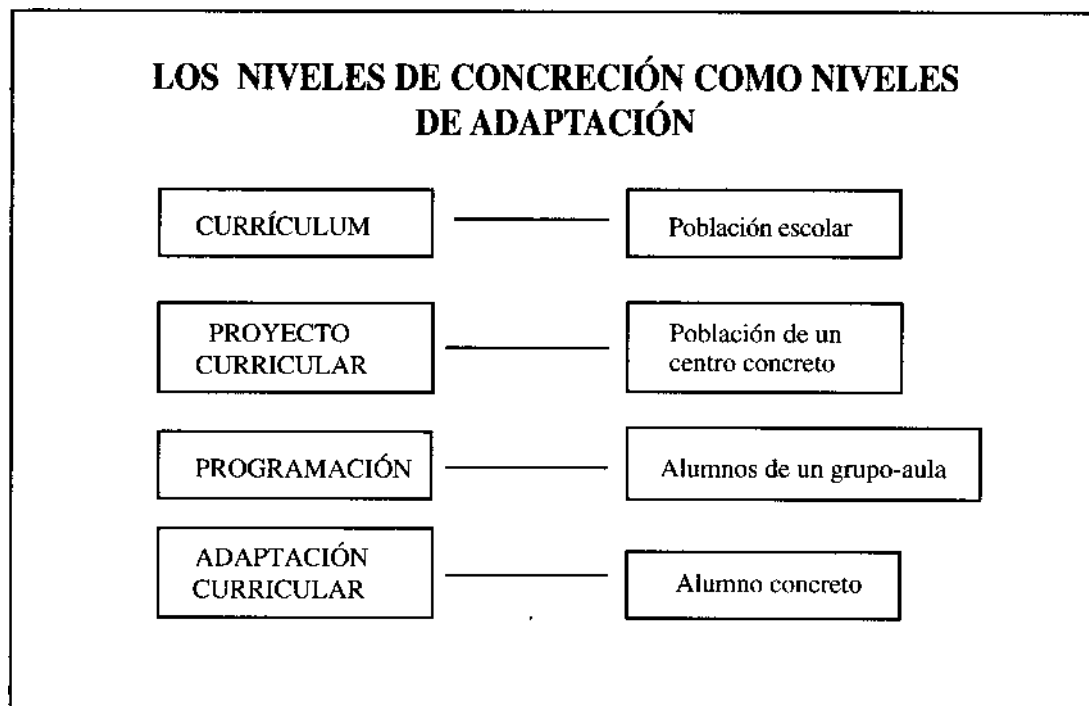 LOS NIVELES DE CONCRECIÓN COMO NIVELES
DE ADAPTACIÓN
CURRÍCULUM
Población escolar
PROYECTO
CURRICULAR
Población de un
centro concreto
PROGRAMACIÓN
Alumnos de un grupo-aula
ADAPTACIÓN
CURRICULAR
Alumno concreto